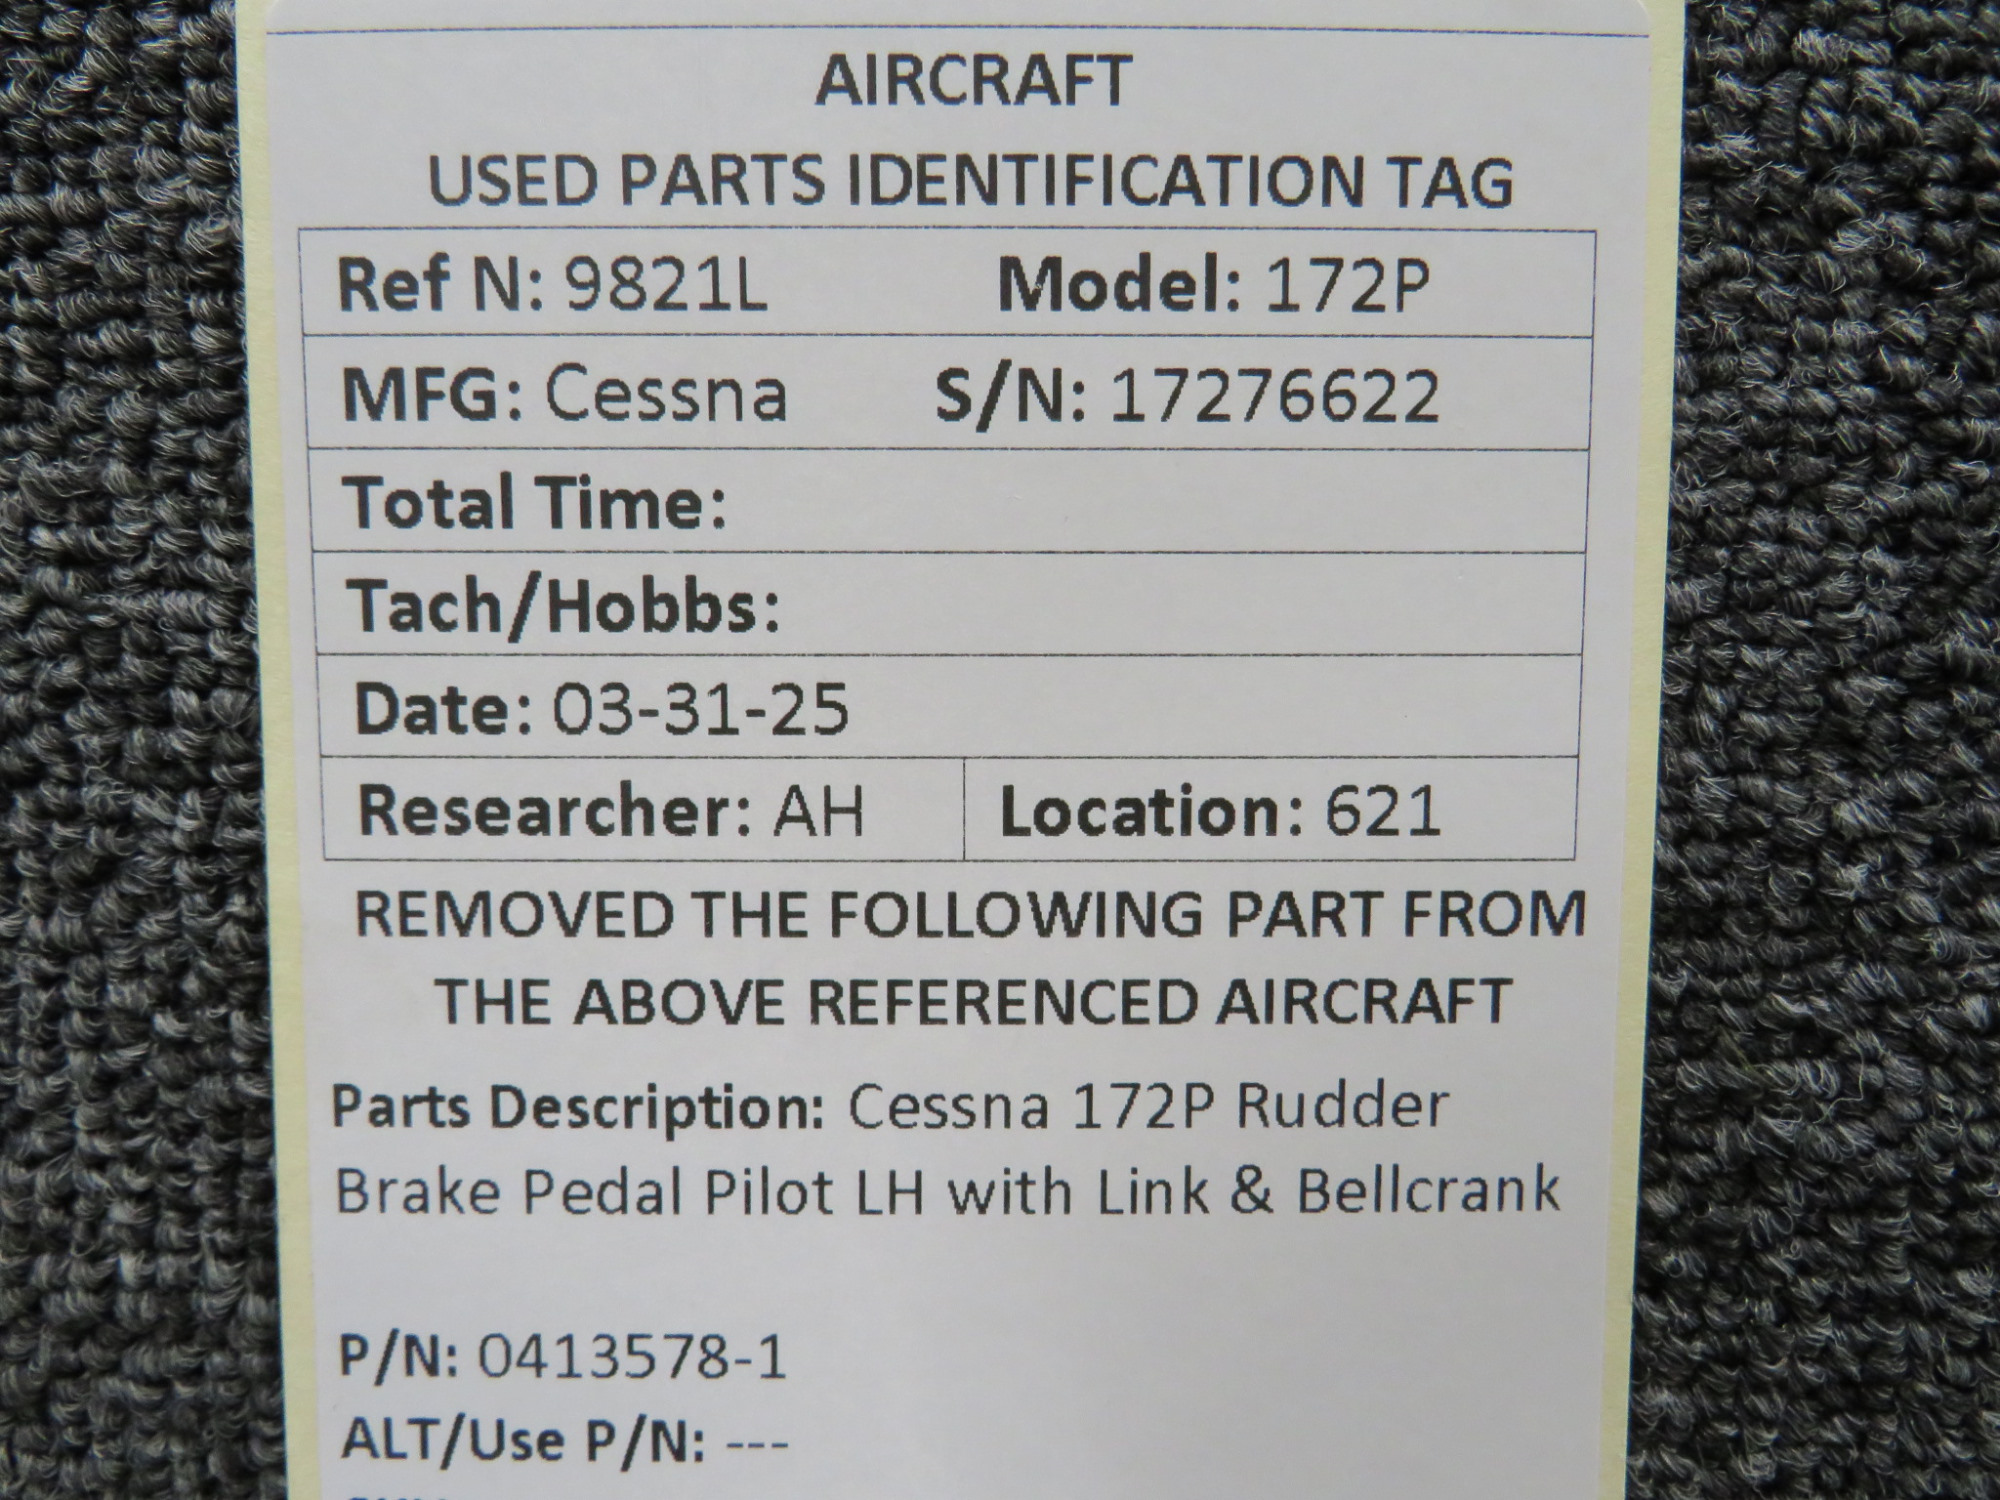 AIRCRAFT
USED PARTS IDENTIFICATION TAG
Ref N: 9821L Model: 172P
MFG: Cessna S/N: 17276622
Total Time:
Tach/Hobbs:
Date: 03-31-25
Researcher: AH Location: 621
REMOVED THE FOLLOWING PART FROM
THE ABOVE REFERENCED AIRCRAFT
Parts Description: Cessna 172P Rudder
Brake Pedal Pilot LH with Link & Bellcrank
P/N: 0413578-1
ALT/Use P/N: ---